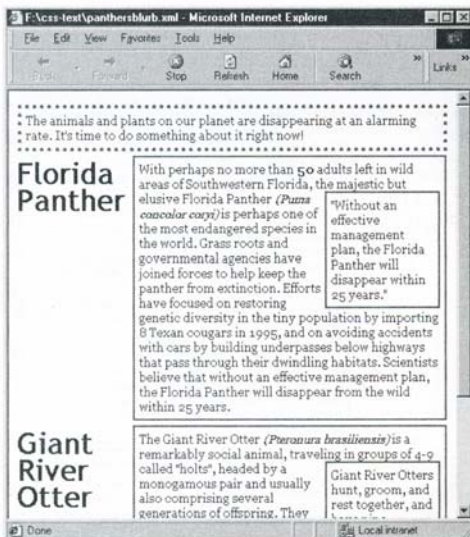 F:\css-text\panthersblurb.xml - Microsoft Internet Explorer
File Edit View Favorites Tools Help
Back Forward Stop Refresh Home Search » Links »
The animals and plants on our planet are disappearing at an alarming
rate. It's time to do something about it right now!
Florida
Panther
With perhaps no more than 50 adults left in wild
areas of Southwestern Florida, the majestic but
elusive Florida Panther (Puma
concolor coryi) is perhaps one of
the most endangered species in
the world. Grass roots and
governmental agencies have
joined forces to help keep the
panther from extinction. Efforts
have focused on restoring
genetic diversity in the tiny population by importing
8 Texan cougars in 1995, and on avoiding accidents
with cars by building underpasses below highways
that pass through their dwindling habitats. Scientists
believe that without an effective management plan,
the Florida Panther will disappear from the wild
within 25 years.
"Without an
effective
management
plan, the Florida
Panther will
disappear within
25 years."
Giant
River
Otter
The Giant River Otter (Pteronura brasiliensis) is a
remarkably social animal, traveling in groups of 4-9
called "holts", headed by a
monogamous pair and usually
also comprising several
generations of offspring. They
Giant River Otters
hunt, groom, and
rest together, and
Done
Local intranet